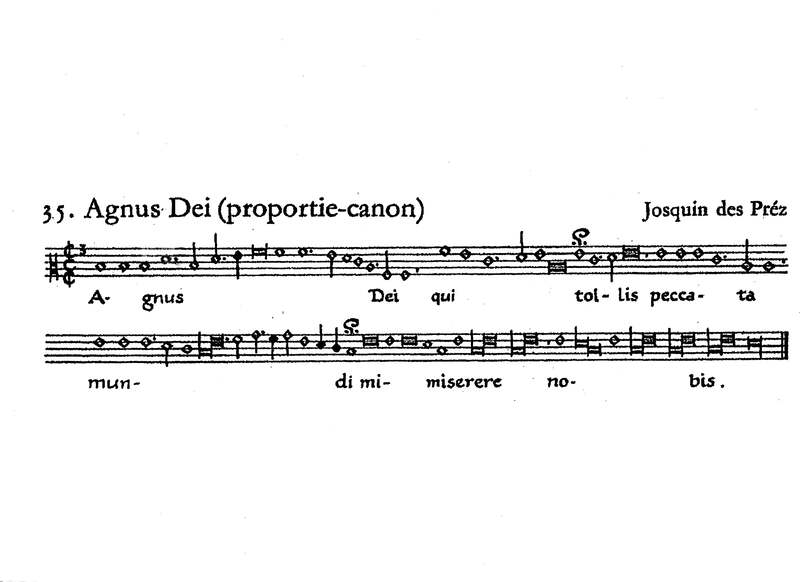 35. Agnus Dei (proportie-canon) Josquin des Préz
3
A- gnus Dei qui tol- lis pecca- ta
mun- di mi- miserere no- bis.